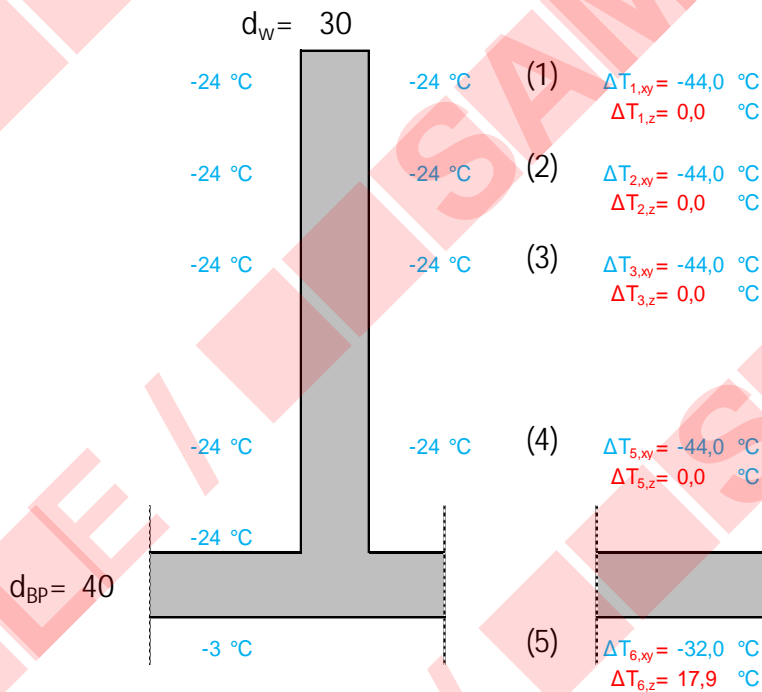 d_W= 30
-24 °C -24 °C (1) ΔT_1,xy= -44,0 °C
ΔT_1,z= 0,0 °C
-24 °C -24 °C (2) ΔT_2,xy= -44,0 °C
ΔT_2,z= 0,0 °C
-24 °C -24 °C (3) ΔT_3,xy= -44,0 °C
ΔT_3,z= 0,0 °C
-24 °C -24 °C (4) ΔT_5,xy= -44,0 °C
ΔT_5,z= 0,0 °C
-24 °C
d_BP= 40
-3 °C (5) ΔT_6,xy= -32,0 °C
ΔT_6,z= 17,9 °C